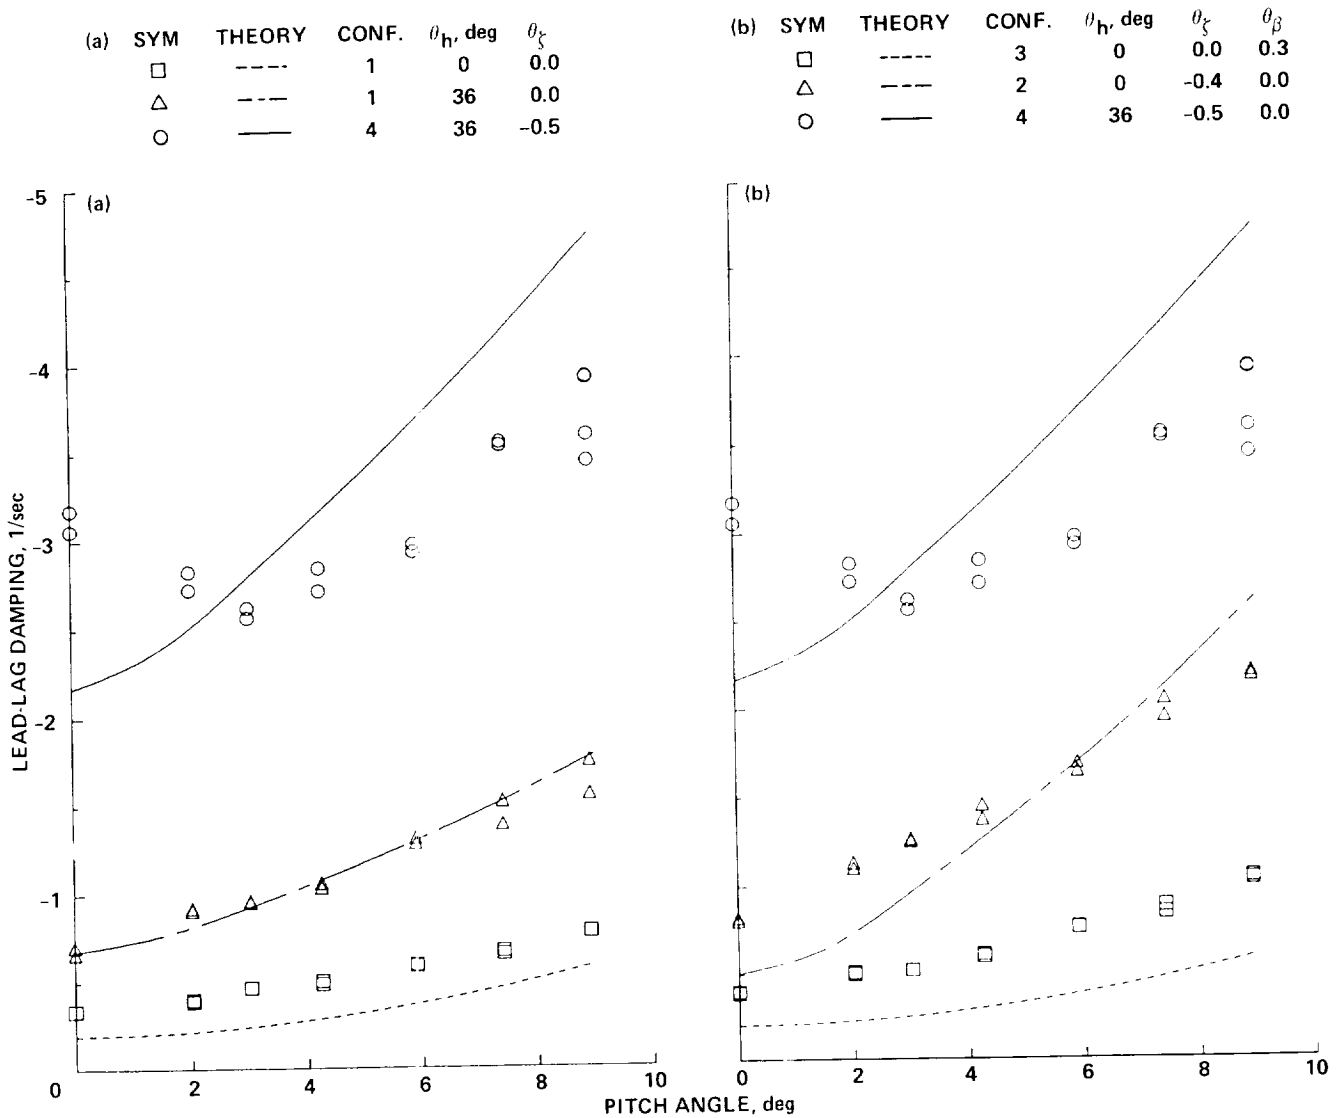 (a) SYM THEORY CONF. θh, deg θζ
----- 1 0 0.0
— - — 1 36 0.0
—— 4 36 -0.5
(b) SYM THEORY CONF. θh, deg θζ θβ
----- 3 0 0.0 0.3
— - — 2 0 -0.4 0.0
—— 4 36 -0.5 0.0
(a)
(b)
-5
-4
-3
-2
-1
LEAD-LAG DAMPING, 1/sec
0 2 4 6 8 10
0 2 4 6 8 10
PITCH ANGLE, deg